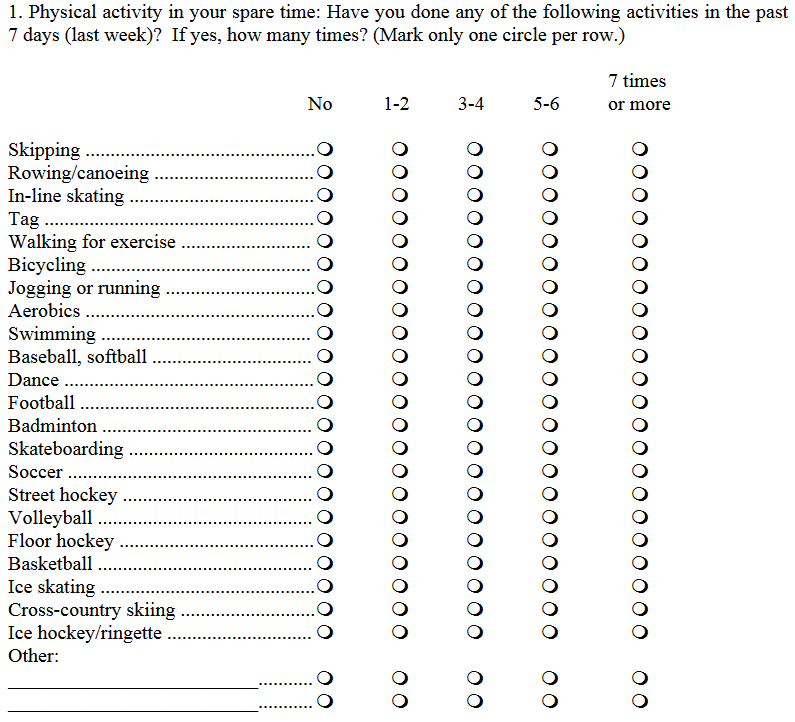 1. Physical activity in your spare time: Have you done any of the following activities in the past
7 days (last week)? If yes, how many times? (Mark only one circle per row.)
7 times
No 1-2 3-4 5-6 or more
Skipping
Rowing/canoeing
In-line skating
Tag
Walking for exercise
Bicycling
Jogging or running
Aerobics
Swimming
Baseball, softball
Dance
Football
Badminton
Skateboarding
Soccer
Street hockey
Volleyball
Floor hockey
Basketball
Ice skating
Cross-country skiing
Ice hockey/ringette
Other: